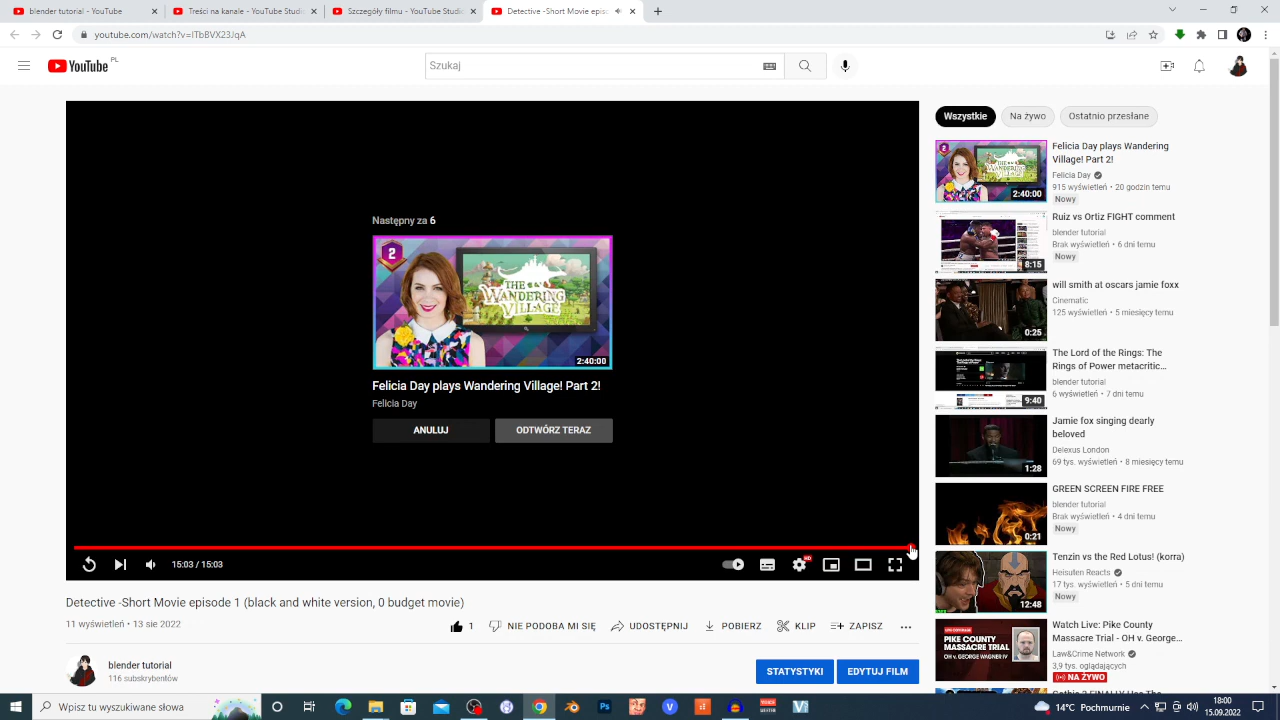 blender tutorial - YouTube
Treści na kanale - YouTube Studio
Szczegóły filmu - YouTube Studio
Detective -Short Movie episo
youtube.com/watch?v=ITbBVX23JqA
YouTube PL
Szukaj
Następny za 6
2
THE WANDERING VILLAGE
2:40:00
Felicia Day plays Wandering Village! Part 2!
Felicia Day
ANULUJ
ODTWÓRZ TERAZ
15:03 / 15:03
HD
Detective -Short Movie episode 1 (black and white version, 0 budget movie)
11 wyświetleń • 13 sie 2022
1
NIE PODOBA MI SIĘ
UDOSTĘPNIJ
POBIERZ
KLIP
ZAPISZ
blender tutorial
116 subskrybentów
STATYSTYKI
EDYTUJ FILM
Wszystkie
Na żywo
Ostatnio przesłane
2
THE WANDERING VILLAGE
2:40:00
Felicia Day plays Wandering
Village! Part 2!
Felicia Day
915 wyświetleń • 20 godzin temu
Nowy
8:15
Ruiz vs Ortiz FIGHT comment
blender tutorial
Brak wyświetleń • 6 dni temu
Nowy
0:25
will smith at oscars jamie foxx
Cinematic
125 wyświetleń • 5 miesięcy temu
9:40
The Lord of the Rings: The
Rings of Power metacritic...
blender tutorial
6 wyświetleń • 7 dni temu
1:28
Jamie fox singing dearly
beloved
Delexus London
69 tys. wyświetleń • 8 miesięcy temu
0:21
GREEN SCREEN FIRE FREE
blender tutorial
Brak wyświetleń • 4 dni temu
Nowy
12:48
Tenzin vs the Red Lotus! (korra)
Heisuten Reacts
17 tys. wyświetleń • 5 dni temu
Nowy
PIKE COUNTY
MASSACRE TRIAL
OH V. GEORGE WAGNER IV
Watch Live: Pike County
Massacre Trial - OH v. George...
Law&Crime Network
3,9 tys. oglądających
NA ŻYWO
Wpisz tu wyszukiwane słowa
Ps
14°C Pochmurnie
18:00
15.09.2022